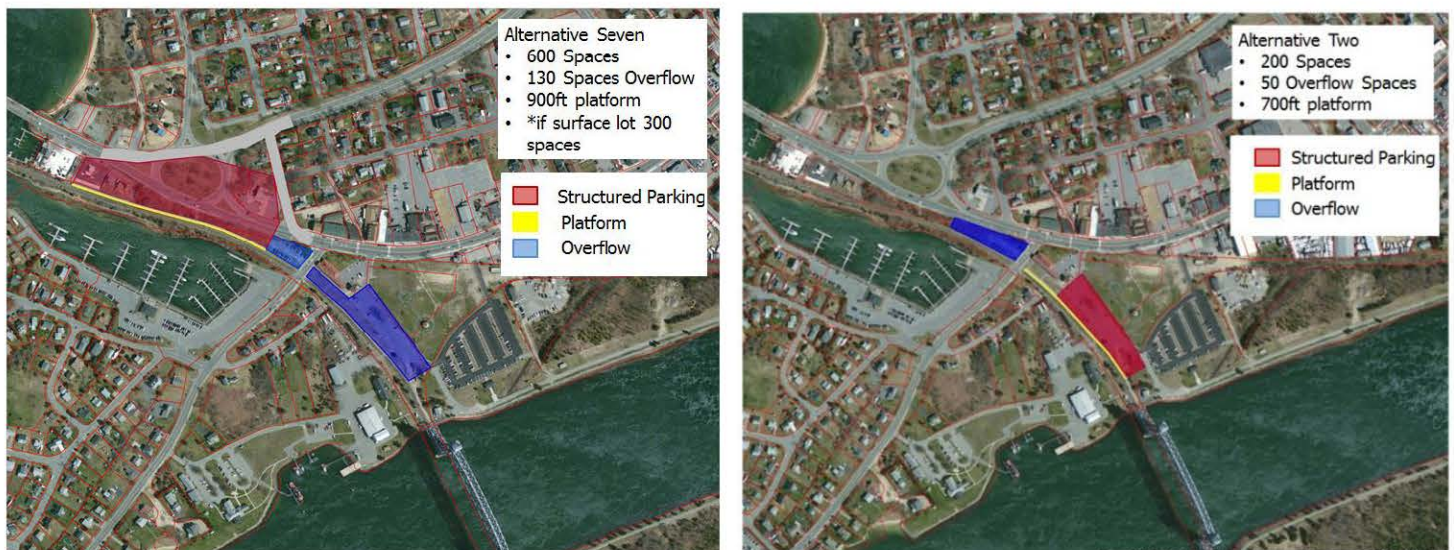 Alternative Seven
• 600 Spaces
• 130 Spaces Overflow
• 900ft platform
• *if surface lot 300
spaces
Structured Parking
Platform
Overflow
Alternative Two
• 200 Spaces
• 50 Overflow Spaces
• 700ft platform
Structured Parking
Platform
Overflow